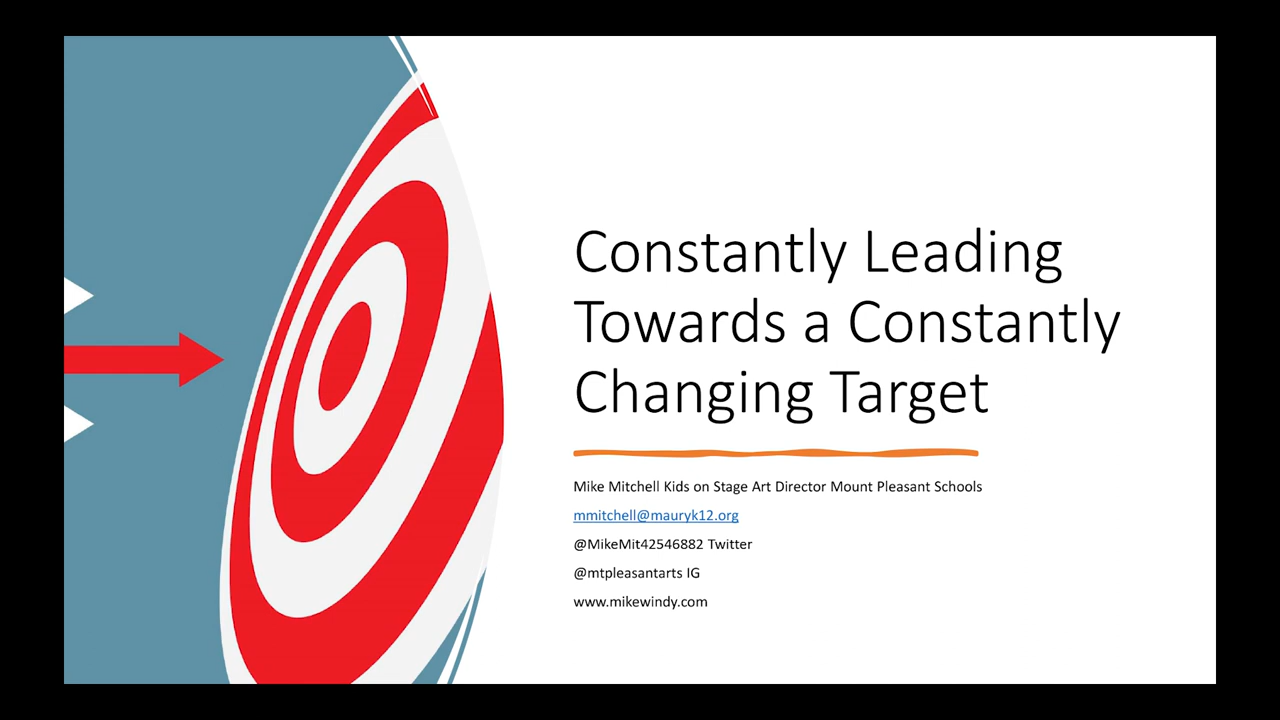 Constantly Leading
Towards a Constantly
Changing Target
Mike Mitchell Kids on Stage Art Director Mount Pleasant Schools
mmitchell@mauryk12.org
@MikeMit42546882 Twitter
@mtpleasantarts IG
www.mikewindy.com